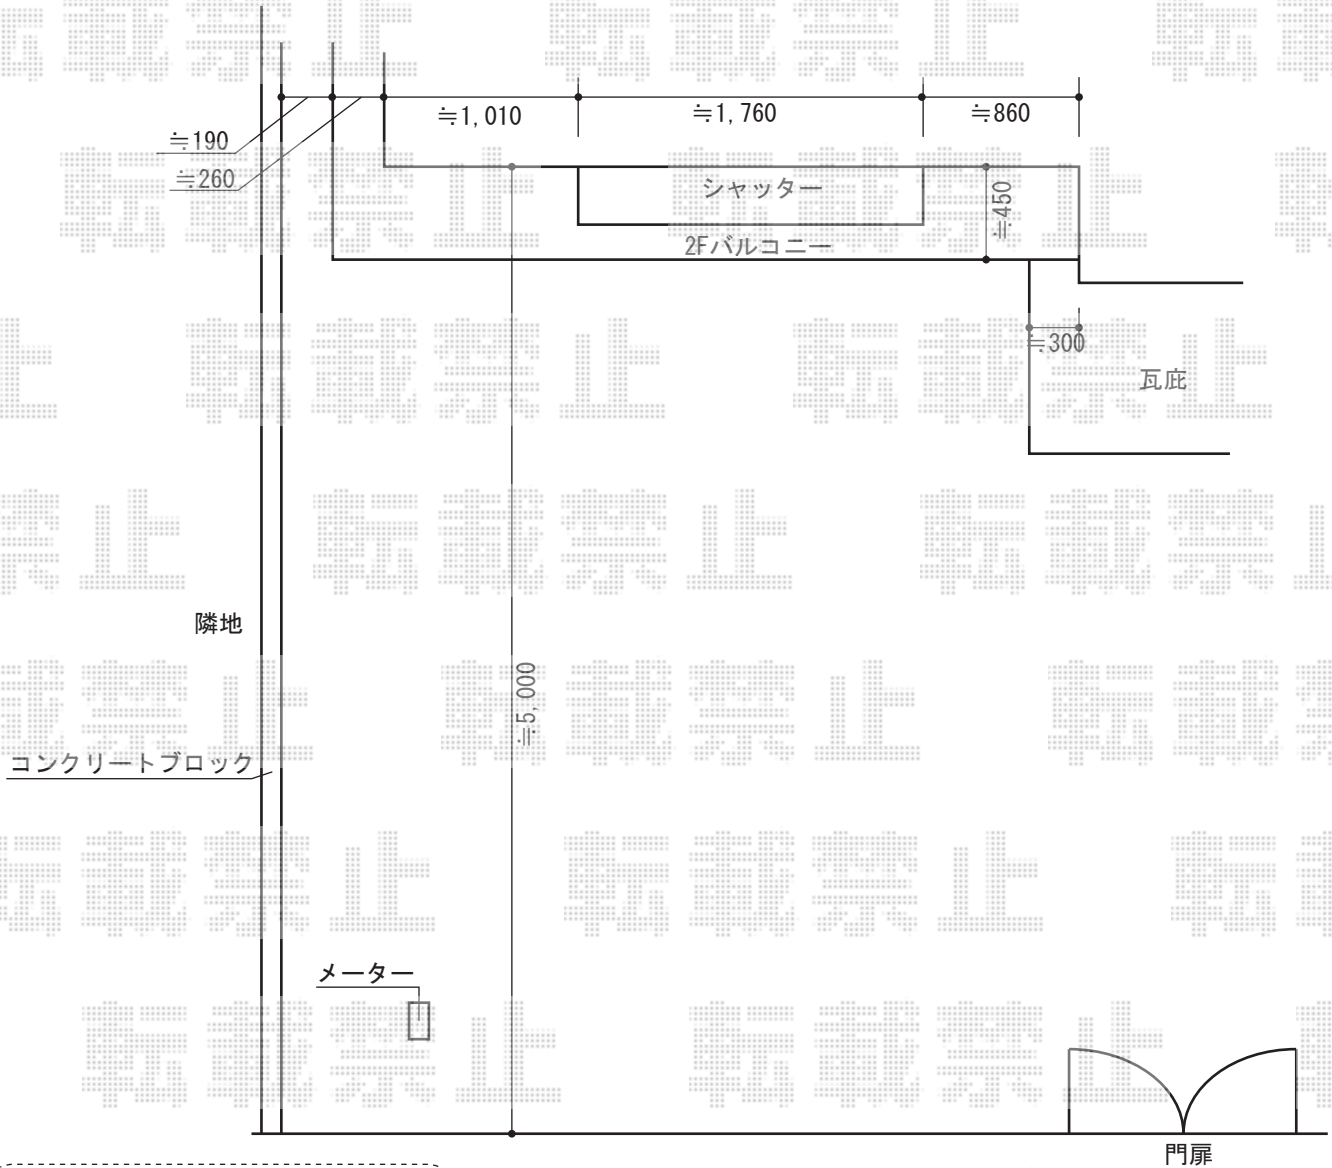 ≒1,010
≒1,760
≒860
≒190
≒260
シャッター
≒450
2Fバルコニー
≒300
瓦庇
隣地
≒5,000
コンクリートブロック
メーター
門扉
転載禁止